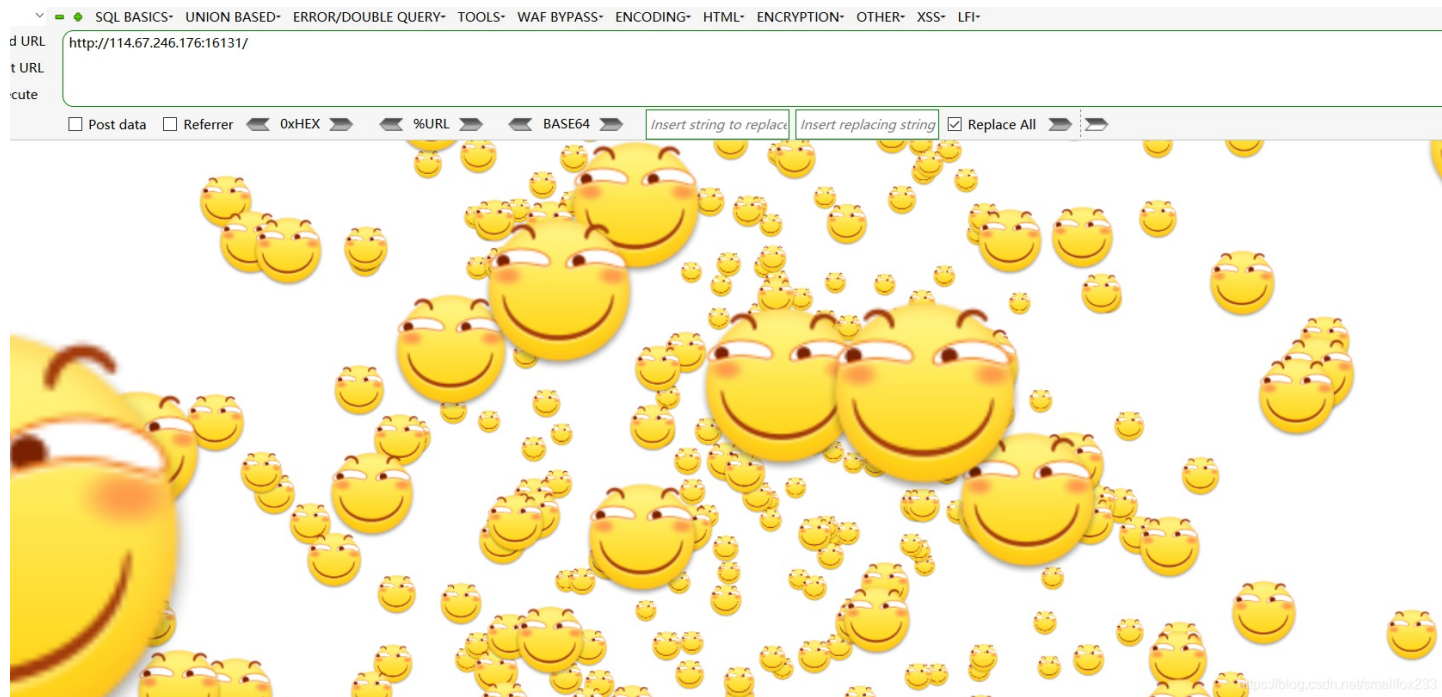 SQL BASICS- UNION BASED- ERROR/DOUBLE QUERY- TOOLS- WAF BYPASS- ENCODING- HTML- ENCRYPTION- OTHER- XSS- LFI-
d URL
http://114.67.246.176:16131/
t URL
cute
Post data Referrer 0xHEX %URL BASE64 Insert string to replace Insert replacing string Replace All
https://blog.csdn.net/smallfox233